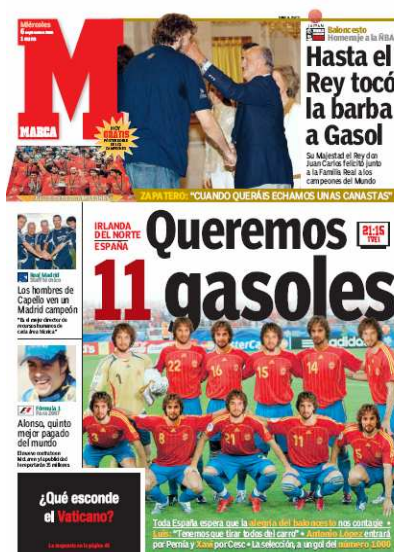 Miércoles
M
MARCA
GRATIS
Baloncesto
Homenaje a la ÑBA
Hasta el
Rey tocó
la barba
a Gasol
Su Majestad el Rey don
Juan Carlos felicitó junto
a la Familia Real a los
campeones del Mundo
ZAPATERO: "CUANDO QUERÁIS ECHAMOS UNAS CANASTAS"
IRLANDA
DEL NORTE
ESPAÑA
Queremos
21:15
TVE1
11 gasoles
Real Madrid
Los hombres de
Capello ven un
Madrid campeón
Fórmula 1
Alonso, quinto
mejor pagado
del mundo
¿Qué esconde
el Vaticano?
Toda España espera que la alegría del baloncesto nos contagie •
Luis: "Tenemos que tirar todos del carro" • Antonio López entrará
por Pernía y Xavi por Cesc • La selección, a un gol del número 1.000